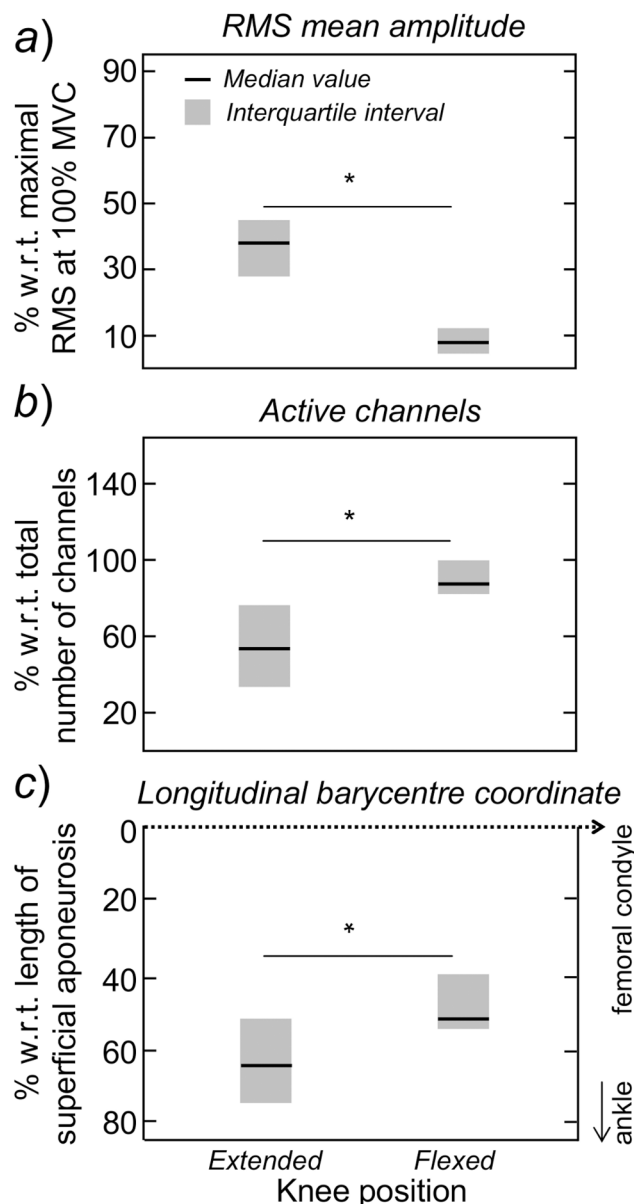 a) RMS mean amplitude
% w.r.t. maximal
RMS at 100% MVC
90
70
50
30
10
Median value
Interquartile interval
*
b) Active channels
% w.r.t. total
number of channels
140
100
60
20
*
c) Longitudinal barycentre coordinate
% w.r.t. length of
superficial aponeurosis
0
20
40
60
80
*
femoral condyle
ankle
Extended Flexed
Knee position